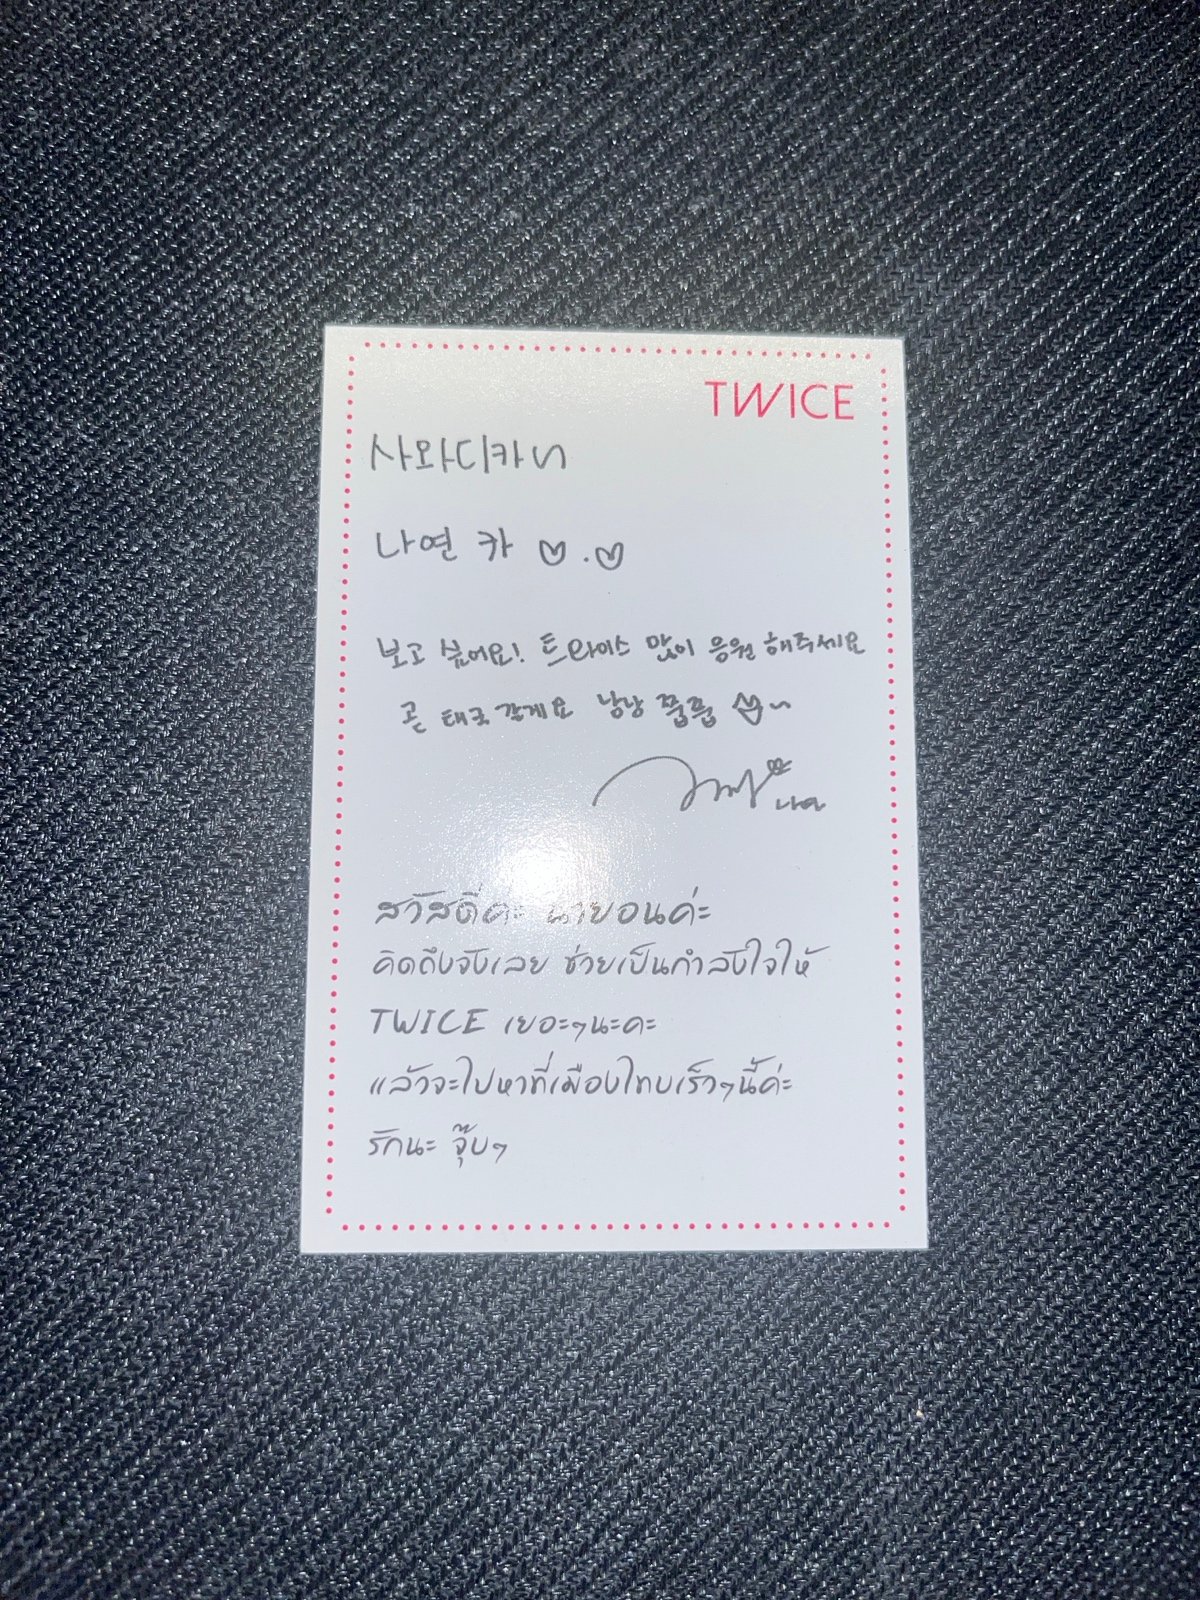 TWICE
사와디카~
나연 카 ♡.♡
보고 싶어요! 트와이스 많이 응원 해주세요
곧 태국 갈게요 냥냥 쭙쭙 ♡~
나연
สวัสดีค่ะ นายอนค่ะ
คิดถึงจังเลย ช่วยเป็นกำลังใจให้
TWICE เยอะๆนะคะ
แล้วจะไปหาที่เมืองไทยเร็วๆนี้ค่ะ
รักนะ จุ๊บๆ